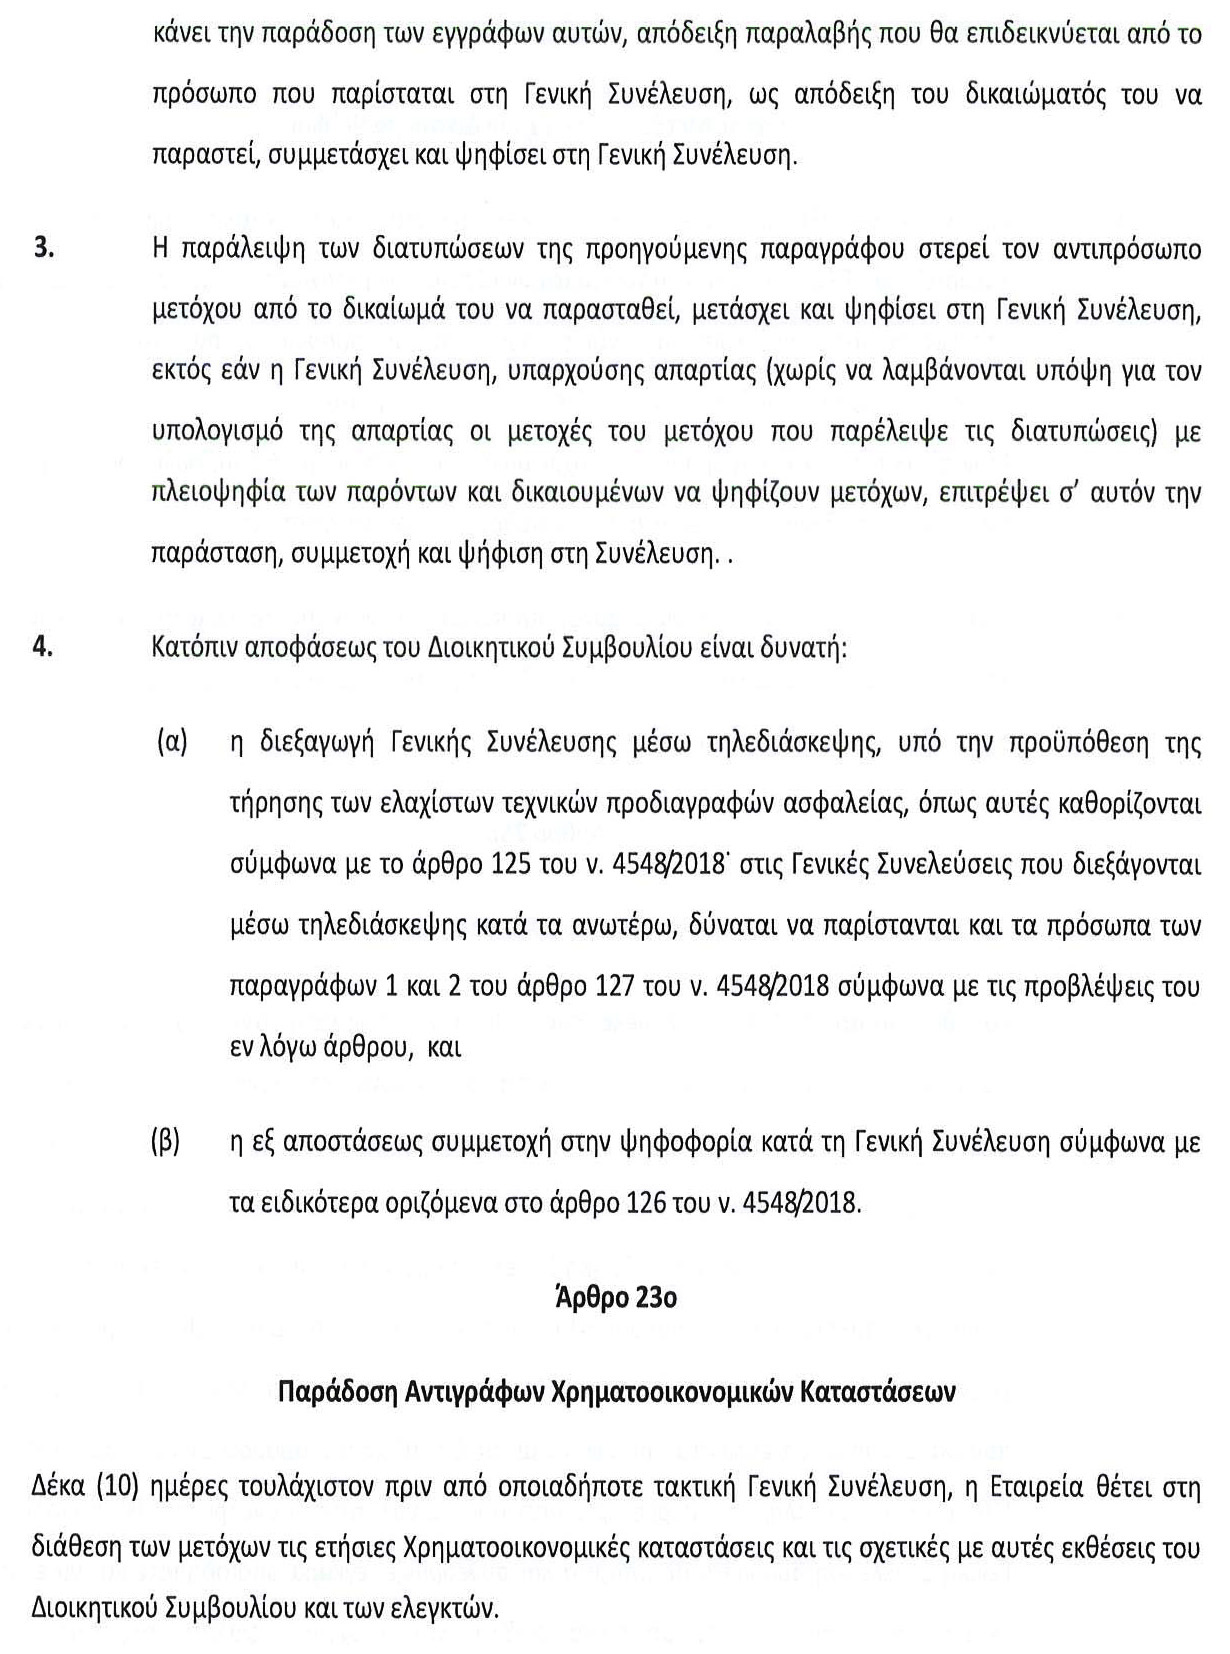 κάνει την παράδοση των εγγράφων αυτών, απόδειξη παραλαβής που θα επιδεικνύεται από το
πρόσωπο που παρίσταται στη Γενική Συνέλευση, ως απόδειξη του δικαιώματός του να
παραστεί, συμμετάσχει και ψηφίσει στη Γενική Συνέλευση.
3. Η παράλειψη των διατυπώσεων της προηγούμενης παραγράφου στερεί τον αντιπρόσωπο
μετόχου από το δικαίωμά του να παρασταθεί, μετάσχει και ψηφίσει στη Γενική Συνέλευση,
εκτός εάν η Γενική Συνέλευση, υπαρχούσης απαρτίας (χωρίς να λαμβάνονται υπόψη για τον
υπολογισμό της απαρτίας οι μετοχές του μετόχου που παρέλειψε τις διατυπώσεις) με
πλειοψηφία των παρόντων και δικαιουμένων να ψηφίζουν μετόχων, επιτρέψει σ’ αυτόν την
παράσταση, συμμετοχή και ψήφιση στη Συνέλευση. .
4. Κατόπιν αποφάσεως του Διοικητικού Συμβουλίου είναι δυνατή:
(α) η διεξαγωγή Γενικής Συνέλευσης μέσω τηλεδιάσκεψης, υπό την προϋπόθεση της
τήρησης των ελαχίστων τεχνικών προδιαγραφών ασφαλείας, όπως αυτές καθορίζονται
σύμφωνα με το άρθρο 125 του ν. 4548/2018˙ στις Γενικές Συνελεύσεις που διεξάγονται
μέσω τηλεδιάσκεψης κατά τα ανωτέρω, δύναται να παρίστανται και τα πρόσωπα των
παραγράφων 1 και 2 του άρθρο 127 του ν. 4548/2018 σύμφωνα με τις προβλέψεις του
εν λόγω άρθρου, και
(β) η εξ αποστάσεως συμμετοχή στην ψηφοφορία κατά τη Γενική Συνέλευση σύμφωνα με
τα ειδικότερα οριζόμενα στο άρθρο 126 του ν. 4548/2018.
Άρθρο 23ο
Παράδοση Αντιγράφων Χρηματοοικονομικών Καταστάσεων
Δέκα (10) ημέρες τουλάχιστον πριν από οποιαδήποτε τακτική Γενική Συνέλευση, η Εταιρεία θέτει στη
διάθεση των μετόχων τις ετήσιες Χρηματοοικονομικές καταστάσεις και τις σχετικές με αυτές εκθέσεις του
Διοικητικού Συμβουλίου και των ελεγκτών.